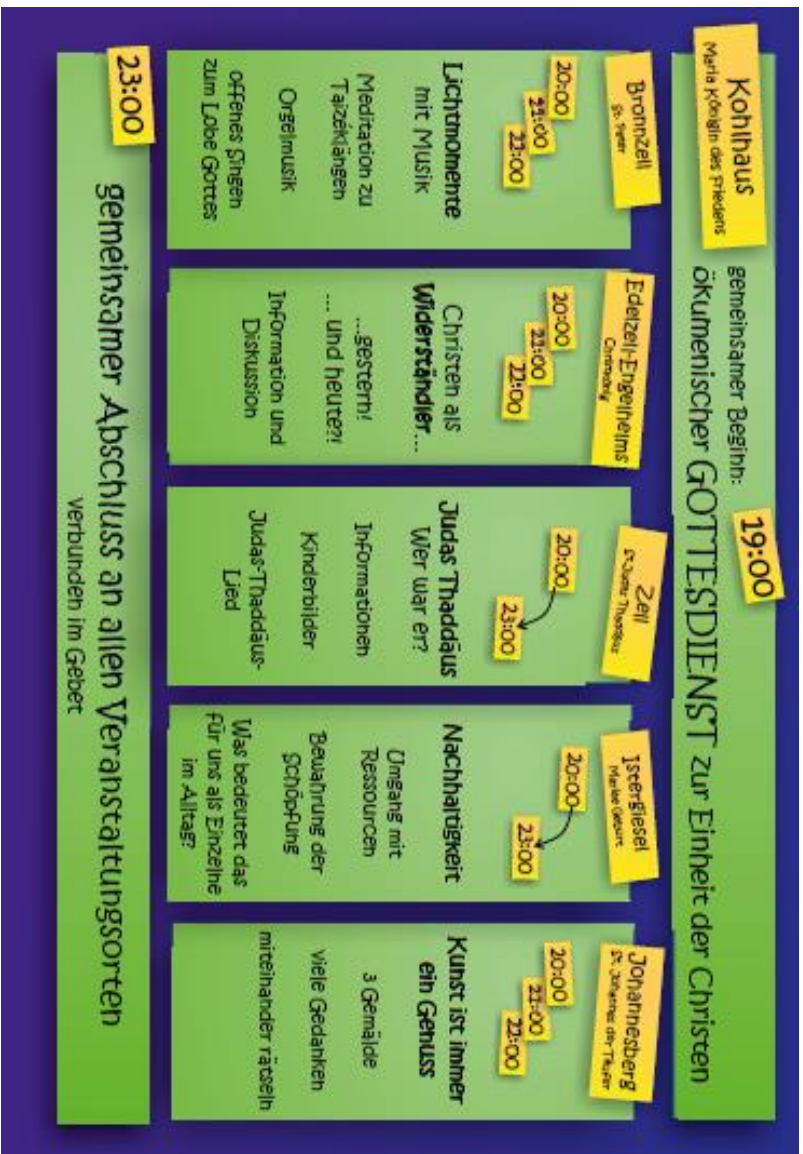 Kohlhaus
Maria Königin des Friedens
19:00
gemeinsamer Beginn:
ökumenischer GOTTESDIENST zur Einheit der Christen
Bronnzell
St. Peter
20:00
21:00
22:00
Lichtmomente
mit Musik
Meditation zu
Taizéklängen
Orgelmusik
offenes Singen
zum Lobe Gottes
Edelzell-Engelhelms
Christkönig
20:00
21:00
22:00
Christen als
Widerständler...
...gestern!
... und heute?!
Information und
Diskussion
Zell
St. Judas Thaddäus
20:00
23:00
Judas Thaddäus
Wer war er?
Informationen
Kinderbilder
Judas-Thaddäus-
Lied
Istergiesel
Mariae Geburt
20:00
23:00
Nachhaltigkeit
Umgang mit
Ressourcen
Bewahrung der
Schöpfung
Was bedeutet das
für uns als Einzelne
im Alltag?
Johannesberg
St. Johannes der Täufer
20:00
21:00
22:00
Kunst ist immer
ein Genuss
3 Gemälde
viele Gedanken
miteinander rätseln
23:00
gemeinsamer Abschluss an allen Veranstaltungsorten
verbunden im Gebet